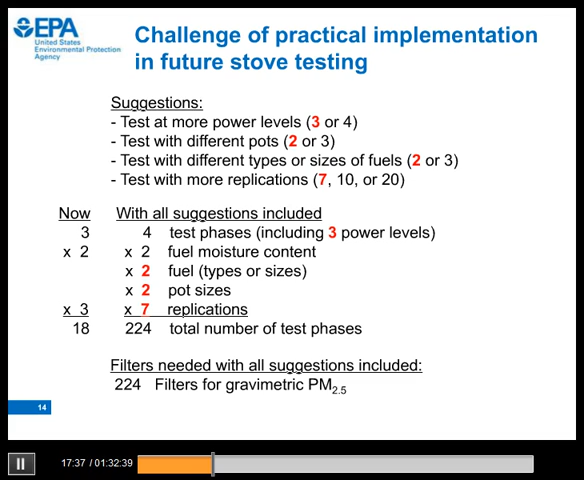 EPA
United States
Environmental Protection
Agency
Challenge of practical implementation
in future stove testing
Suggestions:
- Test at more power levels (3 or 4)
- Test with different pots (2 or 3)
- Test with different types or sizes of fuels (2 or 3)
- Test with more replications (7, 10, or 20)
Now With all suggestions included
3 4 test phases (including 3 power levels)
x 2 x 2 fuel moisture content
x 2 fuel (types or sizes)
x 2 pot sizes
x 3 x 7 replications
18 224 total number of test phases
Filters needed with all suggestions included:
224 Filters for gravimetric PM2.5
14
17:37 / 01:32:39